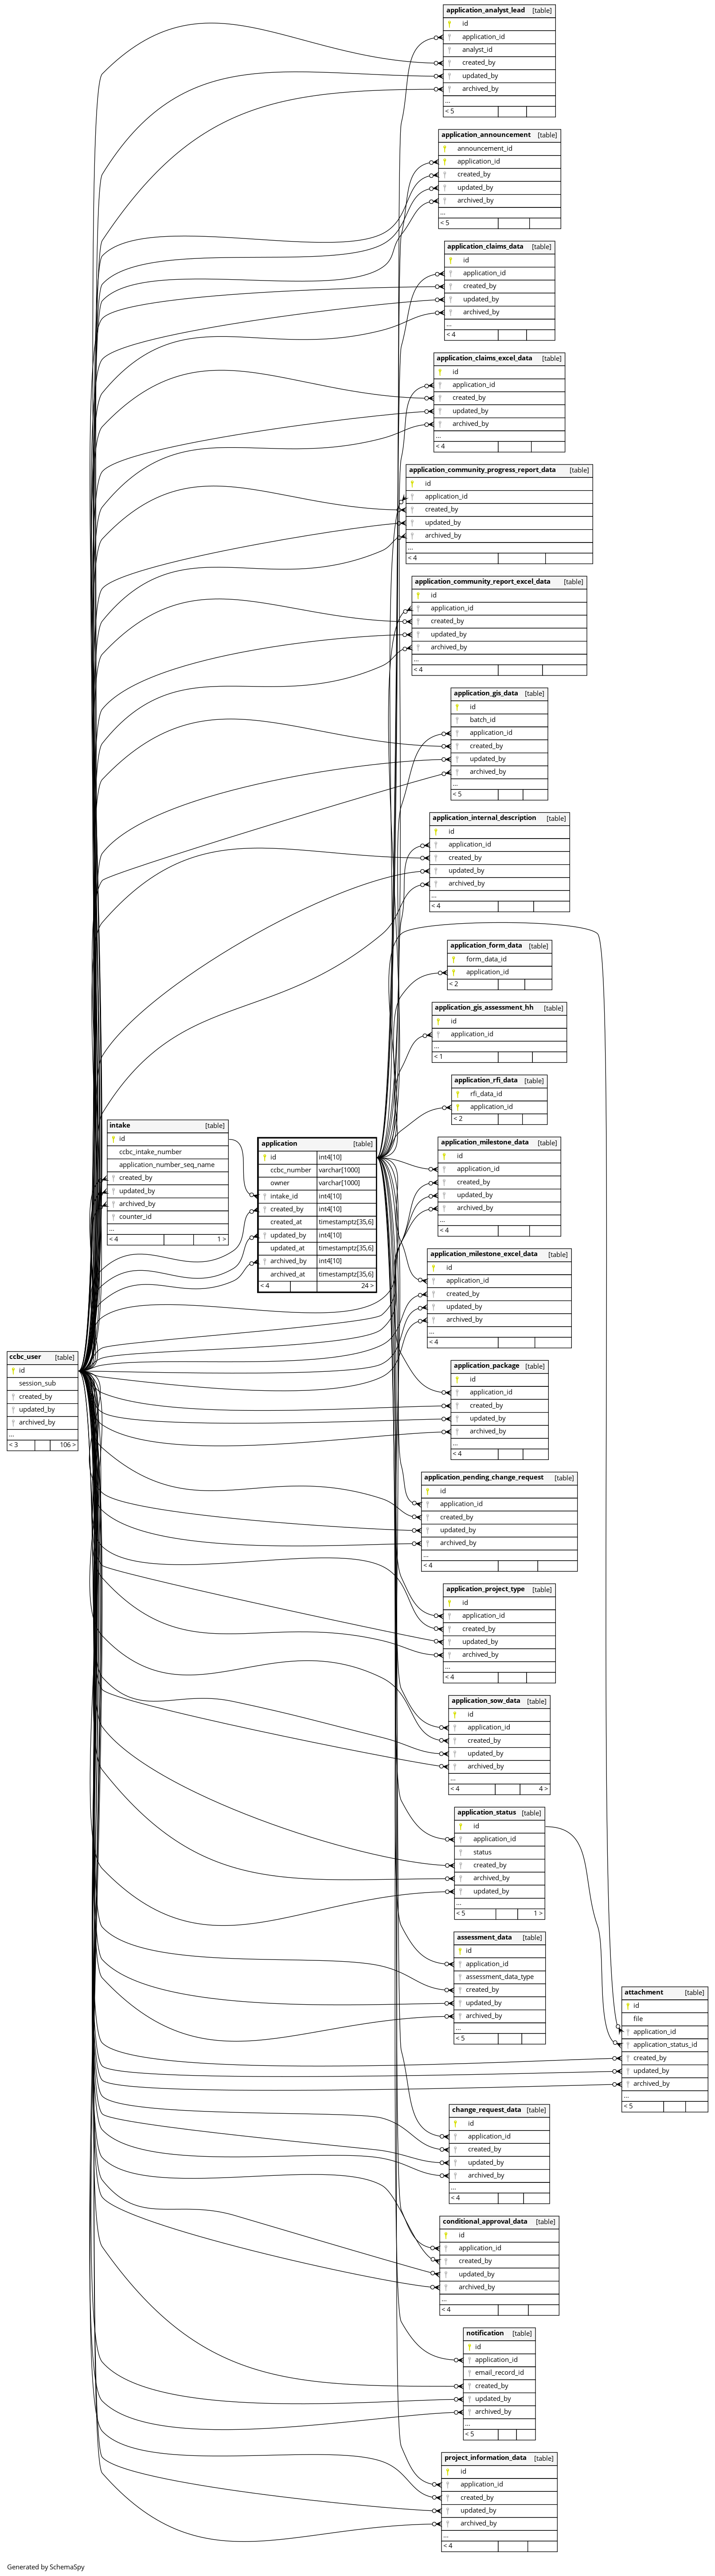 application_analyst_lead [table]
id
application_id
analyst_id
created_by
updated_by
archived_by
...
< 5
application_announcement [table]
announcement_id
application_id
created_by
updated_by
archived_by
...
< 5
application_claims_data [table]
id
application_id
created_by
updated_by
archived_by
...
< 4
application_claims_excel_data [table]
id
application_id
created_by
updated_by
archived_by
...
< 4
application_community_progress_report_data [table]
id
application_id
created_by
updated_by
archived_by
...
< 4
application_community_report_excel_data [table]
id
application_id
created_by
updated_by
archived_by
...
< 4
application_gis_data [table]
id
batch_id
application_id
created_by
updated_by
archived_by
...
< 5
application_internal_description [table]
id
application_id
created_by
updated_by
archived_by
...
< 4
application_form_data [table]
form_data_id
application_id
< 2
application_gis_assessment_hh [table]
id
application_id
...
< 1
application_rfi_data [table]
rfi_data_id
application_id
< 2
intake [table]
id
ccbc_intake_number
application_number_seq_name
created_by
updated_by
archived_by
counter_id
...
< 4 1 >
application [table]
id int4[10]
ccbc_number varchar[1000]
owner varchar[1000]
intake_id int4[10]
created_by int4[10]
created_at timestamptz[35,6]
updated_by int4[10]
updated_at timestamptz[35,6]
archived_by int4[10]
archived_at timestamptz[35,6]
< 4 24 >
application_milestone_data [table]
id
application_id
created_by
updated_by
archived_by
...
< 4
application_milestone_excel_data [table]
id
application_id
created_by
updated_by
archived_by
...
< 4
ccbc_user [table]
id
session_sub
created_by
updated_by
archived_by
...
< 3 106 >
application_package [table]
id
application_id
created_by
updated_by
archived_by
...
< 4
application_pending_change_request [table]
id
application_id
created_by
updated_by
archived_by
...
< 4
application_project_type [table]
id
application_id
created_by
updated_by
archived_by
...
< 4
application_sow_data [table]
id
application_id
created_by
updated_by
archived_by
...
< 4 4 >
application_status [table]
id
application_id
status
created_by
archived_by
updated_by
...
< 5 1 >
assessment_data [table]
id
application_id
assessment_data_type
created_by
updated_by
archived_by
...
< 5
attachment [table]
id
file
application_id
application_status_id
created_by
updated_by
archived_by
...
< 5
change_request_data [table]
id
application_id
created_by
updated_by
archived_by
...
< 4
conditional_approval_data [table]
id
application_id
created_by
updated_by
archived_by
...
< 4
notification [table]
id
application_id
email_record_id
created_by
updated_by
archived_by
...
< 5
project_information_data [table]
id
application_id
created_by
updated_by
archived_by
...
< 4
Generated by SchemaSpy